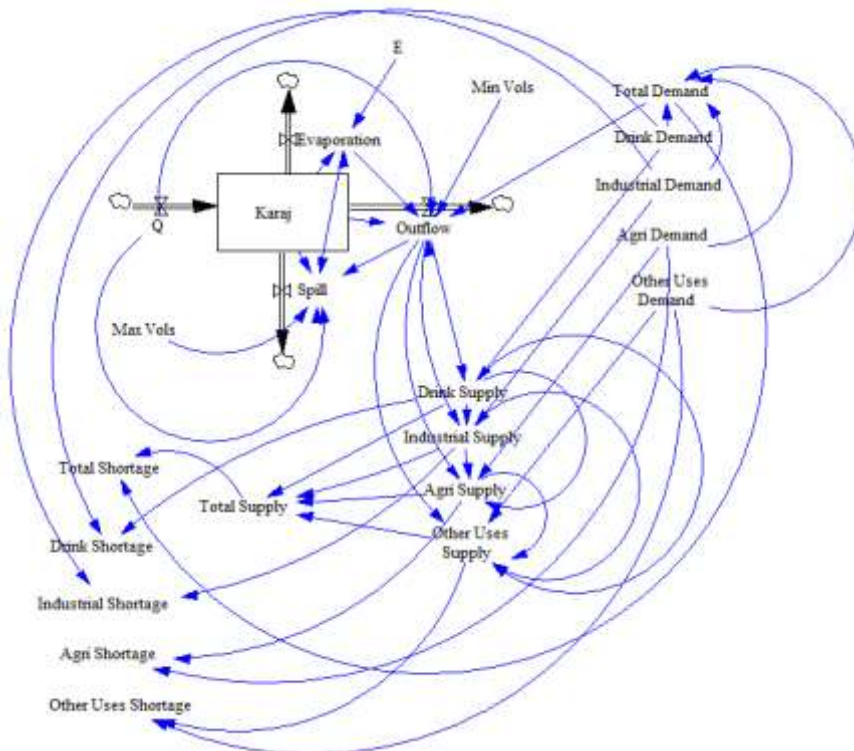 E
Min Vols
Total Demand
Evaporation
Drink Demand
Industrial Demand
Karaj
Q
Outflow
Agri Demand
Other Uses
Demand
Spill
Max Vols
Drink Supply
Industrial Supply
Total Shortage
Agri Supply
Total Supply
Other Uses
Supply
Drink Shortage
Industrial Shortage
Agri Shortage
Other Uses Shortage